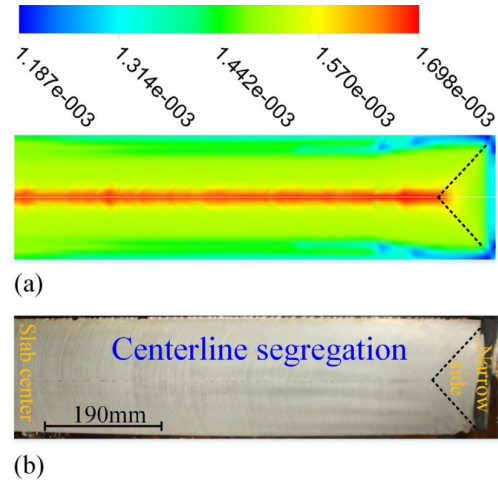 1.187e-003
1.314e-003
1.442e-003
1.570e-003
1.698e-003
(a)
Slab center
Centerline segregation
Narrow
side
190mm
(b)